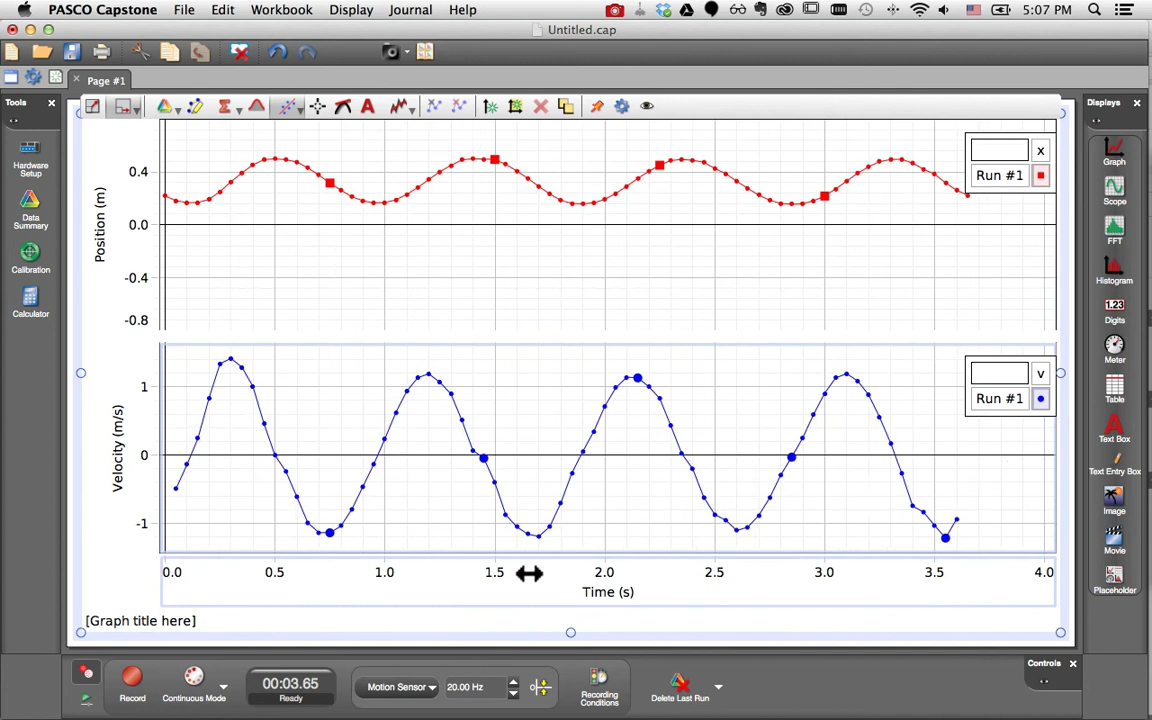 PASCO Capstone File Edit Workbook Display Journal Help 5:07 PM
Untitled.cap
Page #1
Tools
Displays
Hardware
Setup
Data
Summary
Calibration
Calculator
Position (m)
0.4
0.0
-0.4
-0.8
x
Run #1
Velocity (m/s)
1
0
-1
v
Run #1
0.0 0.5 1.0 1.5 2.0 2.5 3.0 3.5 4.0
Time (s)
[Graph title here]
Graph
Scope
FFT
Histogram
1.23
Digits
Meter
Table
Text Box
Text Entry Box
Image
Movie
Placeholder
Record
Continuous Mode
00:03.65
Ready
Motion Sensor
20.00 Hz
Recording
Conditions
Delete Last Run
Controls